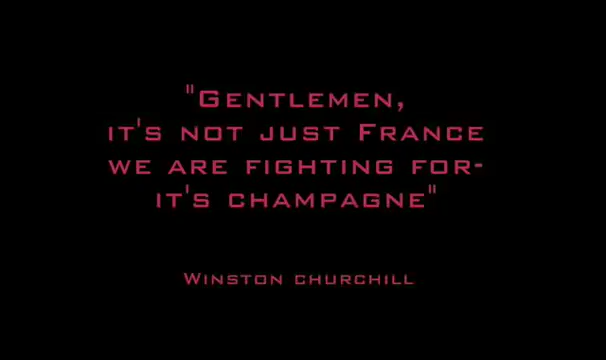 "Gentlemen,
it's not just France
we are fighting for-
it's champagne"
Winston churchill